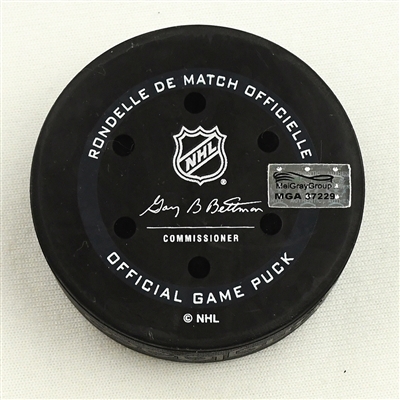 RONDELLE DE MATCH OFFICIELLE
NHL
MeiGrayGroup
MGA 37229
Gary B Bettman
COMMISSIONER
OFFICIAL GAME PUCK
© NHL